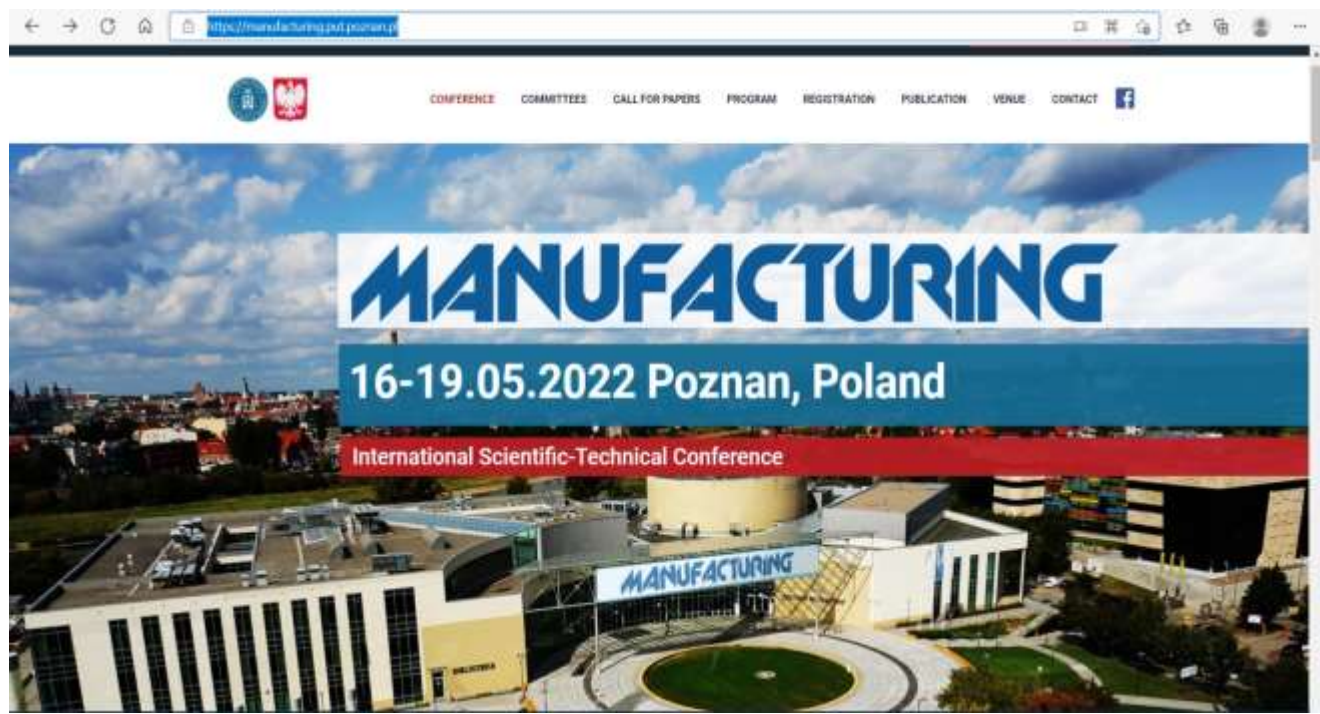 https://manufacturing.put.poznan.pl
CONFERENCE COMMITTEES CALL FOR PAPERS PROGRAM REGISTRATION PUBLICATION VENUE CONTACT f
MANUFACTURING
16-19.05.2022 Poznan, Poland
International Scientific-Technical Conference
MANUFACTURING
BIBLIOTEKA